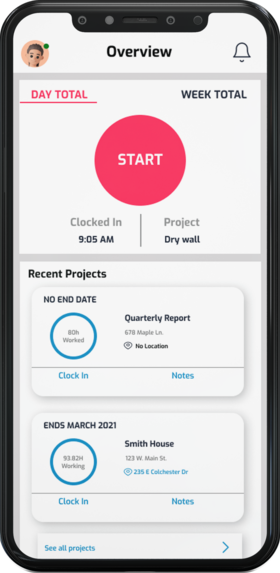 Overview
DAY TOTAL WEEK TOTAL
START
Clocked In Project
9:05 AM Dry wall
Recent Projects
NO END DATE
Quarterly Report
80h
Worked
678 Maple Ln.
No Location
Clock In Notes
ENDS MARCH 2021
Smith House
93.82H
Working
123 W. Main St.
235 E Colchester Dr
Clock In Notes
See all projects